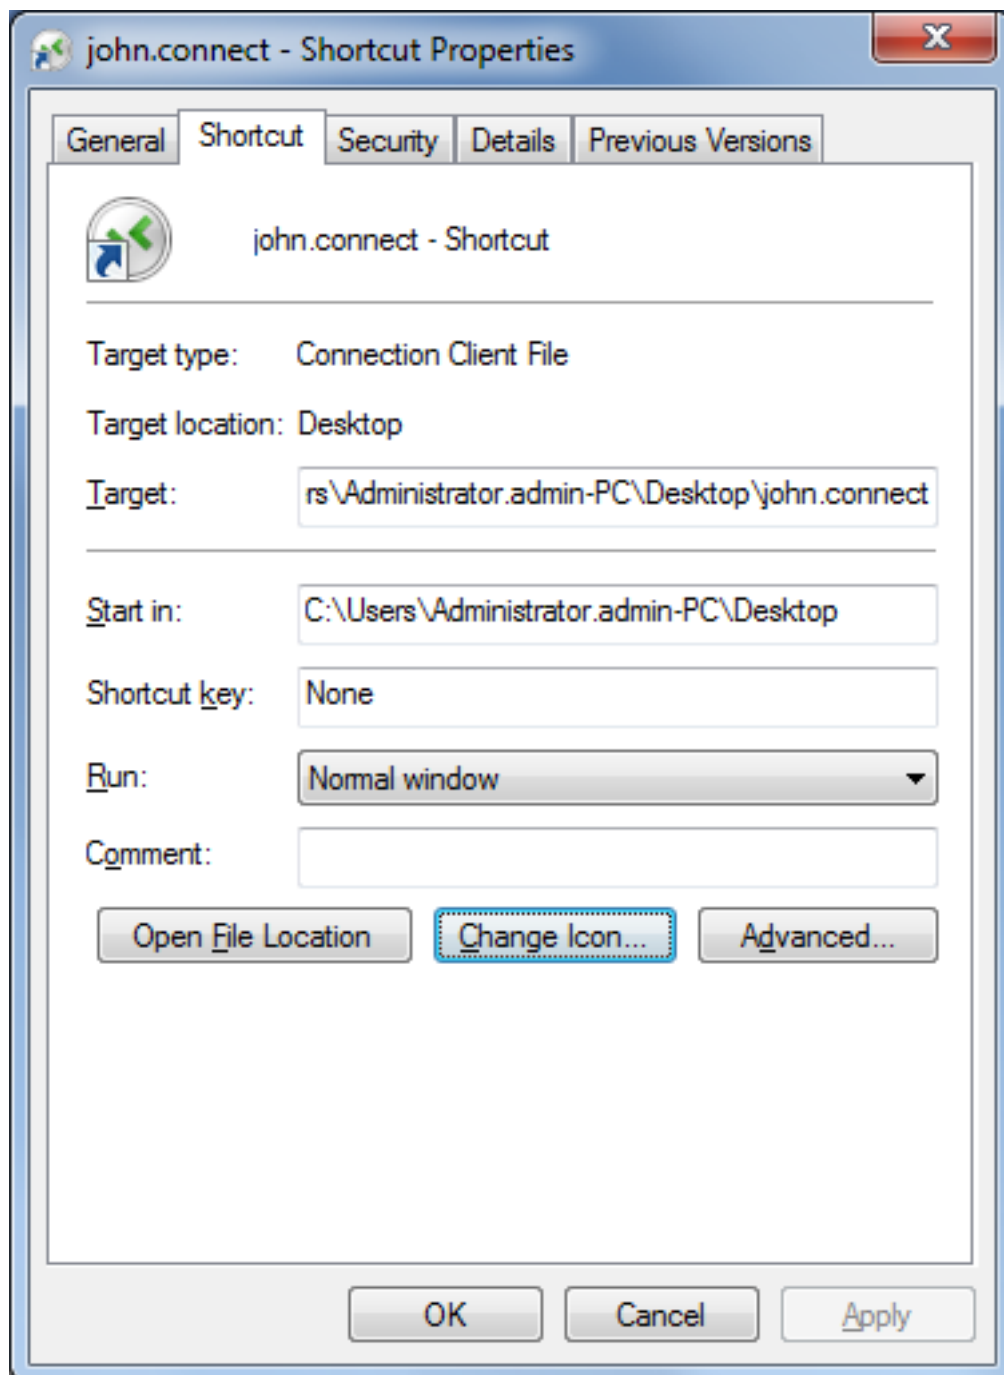 john.connect - Shortcut Properties
x
General Shortcut Security Details Previous Versions
john.connect - Shortcut
Target type: Connection Client File
Target location: Desktop
Target: rs\Administrator.admin-PC\Desktop\john.connect
Start in: C:\Users\Administrator.admin-PC\Desktop
Shortcut key: None
Run: Normal window
Comment:
Open File Location Change Icon... Advanced...
OK Cancel Apply